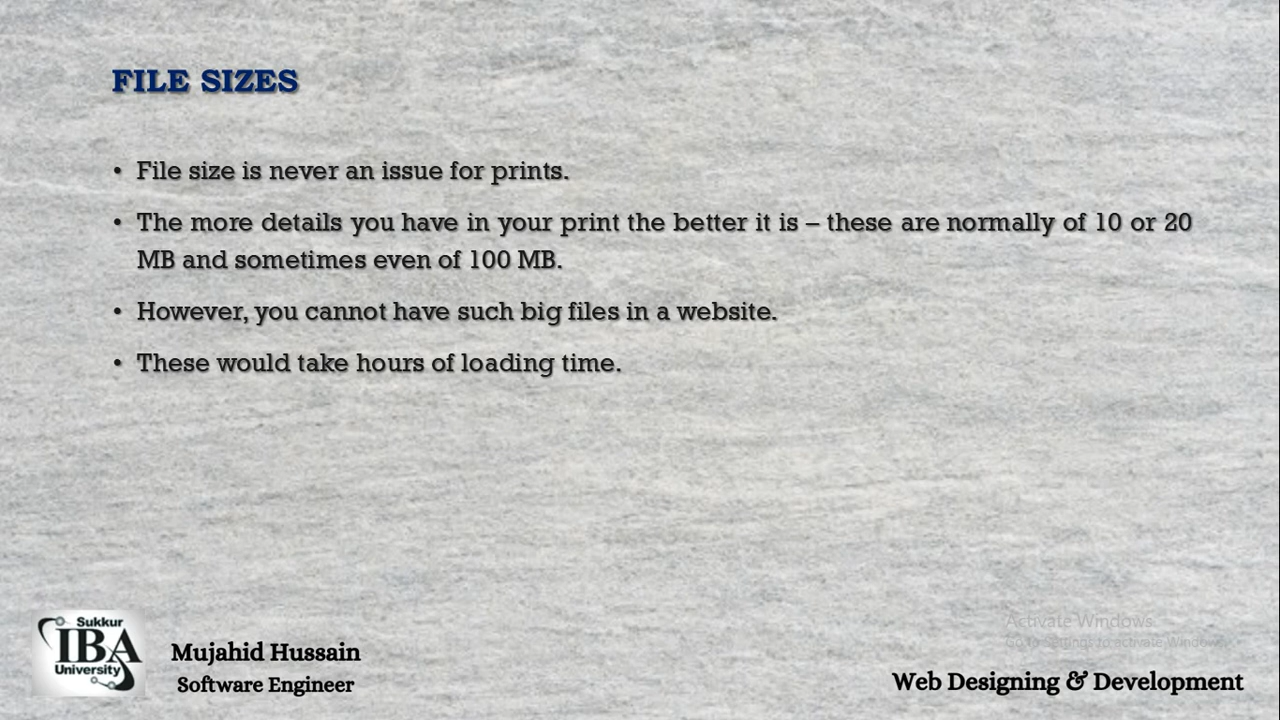 FILE SIZES
• File size is never an issue for prints.
• The more details you have in your print the better it is – these are normally of 10 or 20
MB and sometimes even of 100 MB.
• However, you cannot have such big files in a website.
• These would take hours of loading time.
Sukkur
IBA
University
Mujahid Hussain
Software Engineer
Activate Windows
Go to Settings to activate Windows.
Web Designing & Development